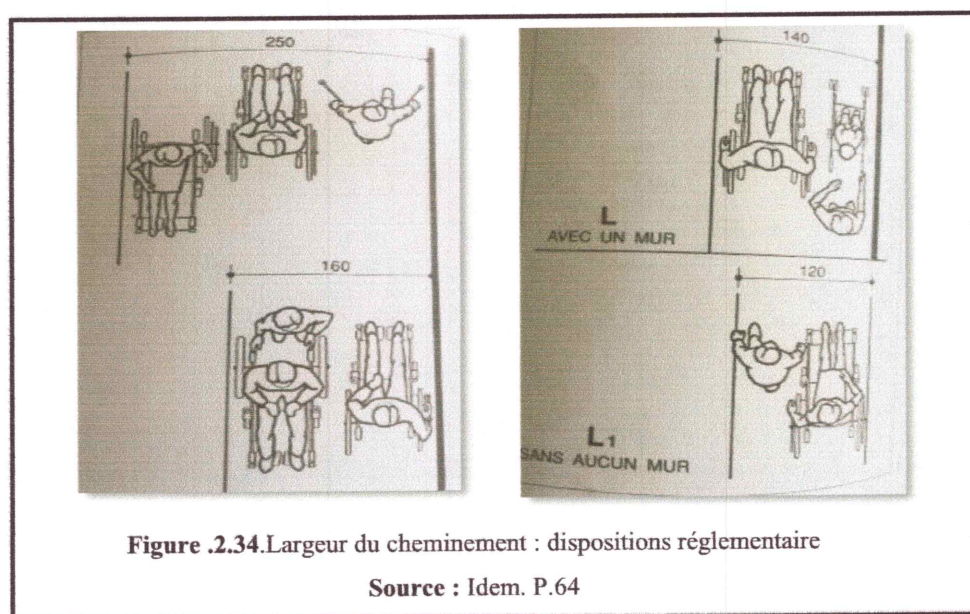 250
160
140
L
AVEC UN MUR
120
L1
SANS AUCUN MUR
Figure .2.34.Largeur du cheminement : dispositions réglementaire
Source : Idem. P.64